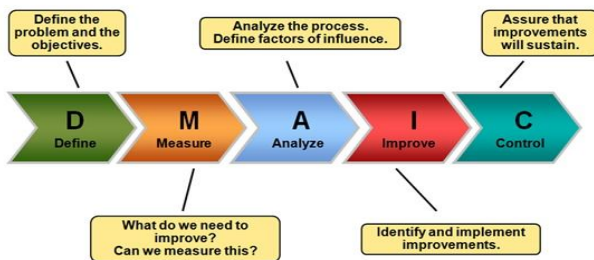 Define the
problem and the
objectives.
Analyze the process.
Define factors of influence.
Assure that
improvements
will sustain.
D
Define
M
Measure
A
Analyze
I
Improve
C
Control
What do we need to
improve?
Can we measure this?
Identify and implement
improvements.